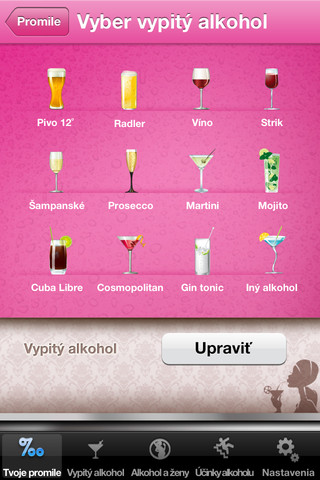 Promile Vyber vypitý alkohol
Pivo 12° Radler Víno Strik
Šampanské Prosecco Martini Mojito
Cuba Libre Cosmopolitan Gin tonic Iný alkohol
Vypitý alkohol Upraviť
‰
Tvoje promile Vypitý alkohol Alkohol a ženy Účinky alkoholu Nastavenia